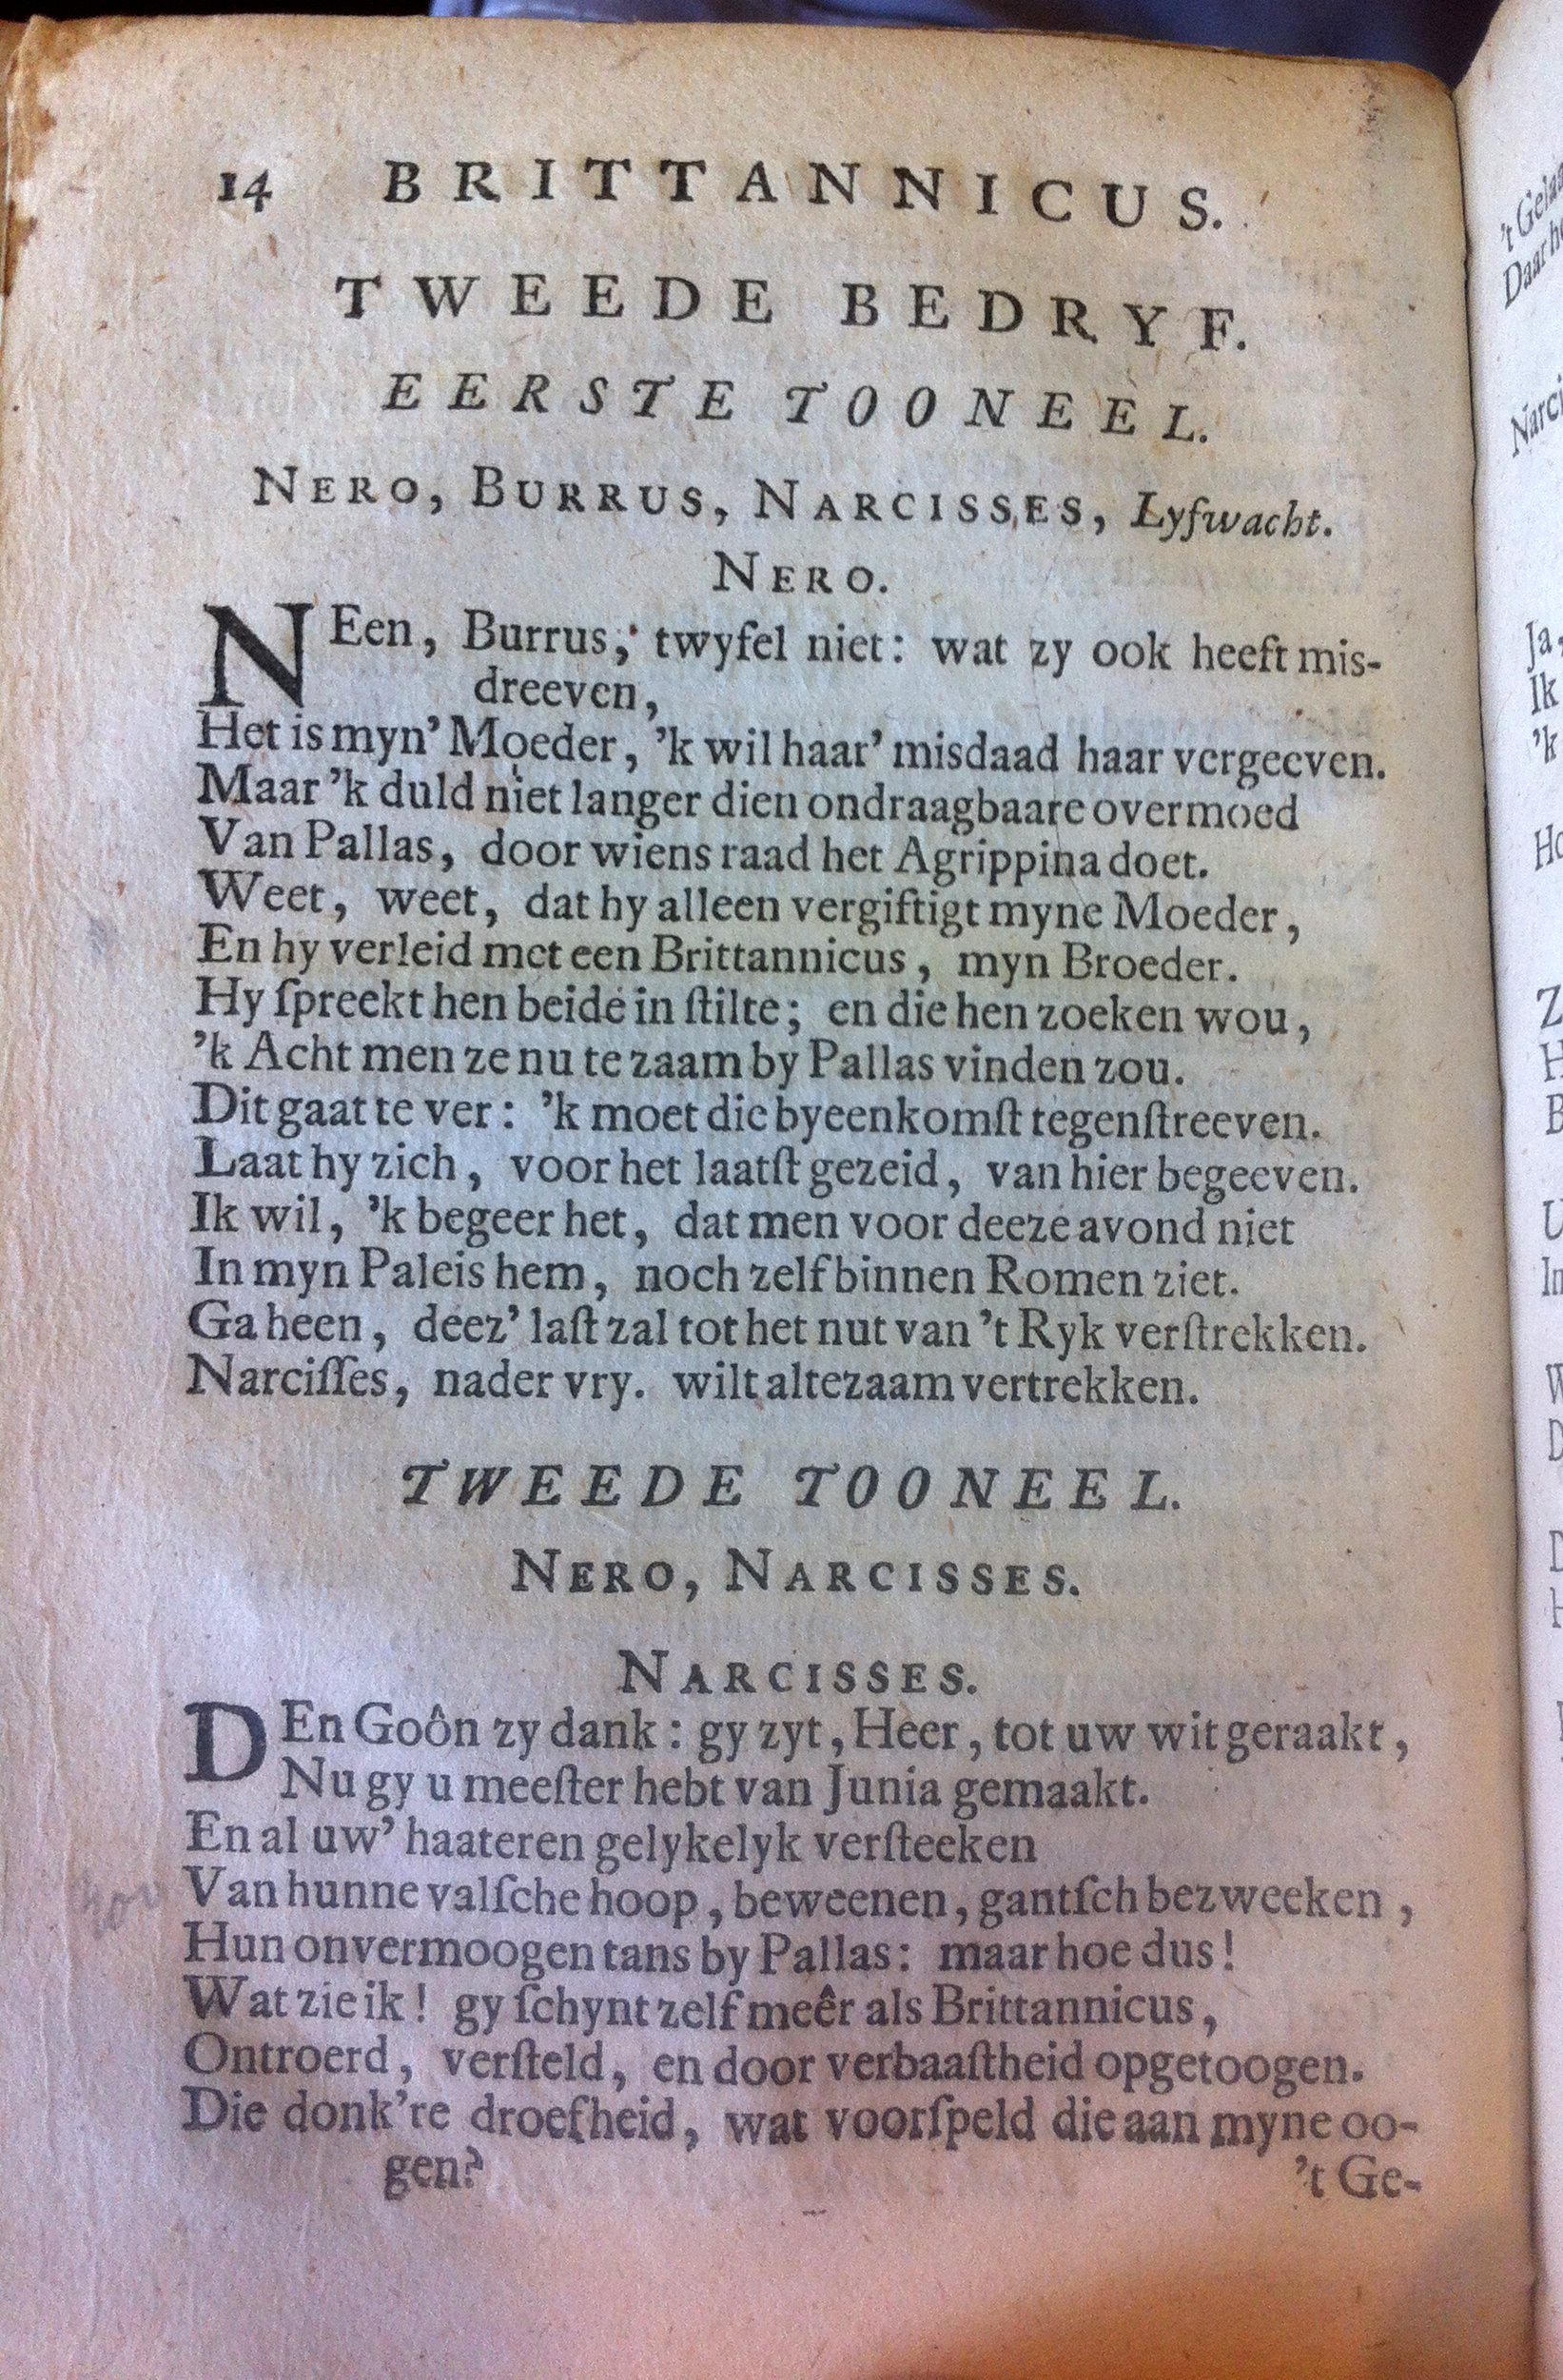 14 BRITTANNICUS.
TWEEDE BEDRYF.
EERSTE TOONEEL.
NERO, BURRUS, NARCISSES, Lyfwacht.
NERO.
NEen, Burrus, twyfel niet: wat zy ook heeft mis-
dreeven,
Het is myn’ Moeder, ’k wil haar’ misdaad haar vergeeven.
Maar ’k duld niet langer dien ondraagbaare overmoed
Van Pallas, door wiens raad het Agrippina doet.
Weet, weet, dat hy alleen vergiftigt myne Moeder,
En hy verleid met een Brittannicus, myn Broeder.
Hy ſpreekt hen beide in ſtilte; en die hen zoeken wou,
’k Acht men ze nu te zaam by Pallas vinden zou.
Dit gaat te ver: ’k moet die byeenkomſt tegenſtreeven.
Laat hy zich, voor het laatſt gezeid, van hier begeeven.
Ik wil, ’k begeer het, dat men voor deeze avond niet
In myn Paleis hem, noch zelf binnen Romen ziet.
Ga heen, deez’ laſt zal tot het nut van ’t Ryk verſtrekken.
Narciſſes, nader vry. wilt altezaam vertrekken.
TWEEDE TOONEEL.
NERO, NARCISSES.
NARCISSES.
DEn Goôn zy dank: gy zyt, Heer, tot uw wit geraakt,
Nu gy u meeſter hebt van Junia gemaakt.
En al uw’ haateren gelykelyk verſteeken
Van hunne valſche hoop, beweenen, gantſch bezweeken,
Hun onvermoogen tans by Pallas: maar hoe dus!
Wat zie ik! gy ſchynt zelf meêr als Brittannicus,
Ontroerd, verſteld, en door verbaaſtheid opgetoogen.
Die donk’re droefheid, wat voorſpeld die aan myne oo-
gen?
’t Ge-
’t
Daar
Narci
Ja,
Ik
’k